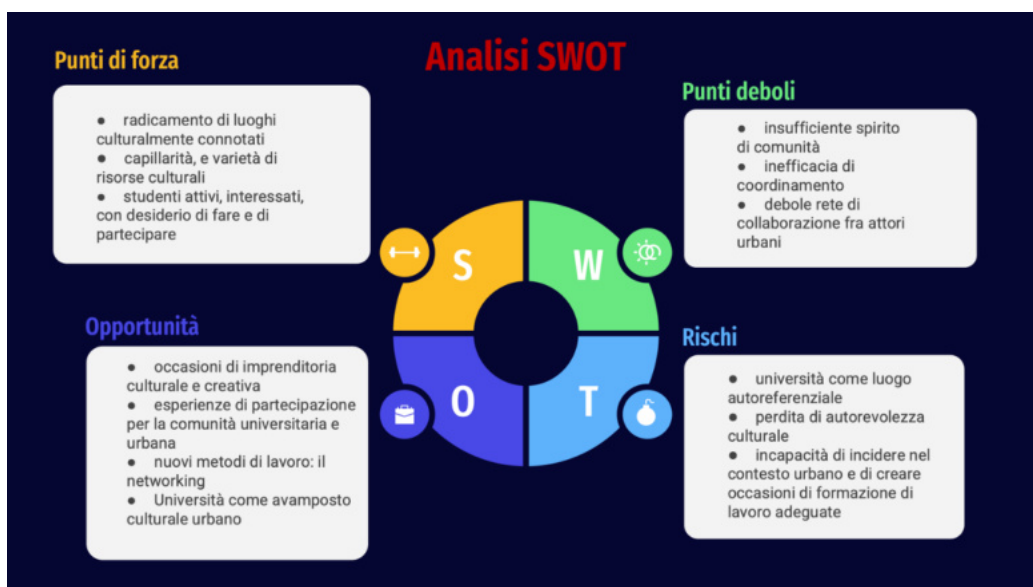 Analisi SWOT
Punti di forza
● radicamento di luoghi
culturalmente connotati
● capillarità, e varietà di
risorse culturali
● studenti attivi, interessati,
con desiderio di fare e di
partecipare
Punti deboli
● insufficiente spirito
di comunità
● inefficacia di
coordinamento
● debole rete di
collaborazione fra attori
urbani
S
W
O
T
Opportunità
● occasioni di imprenditoria
culturale e creativa
● esperienze di partecipazione
per la comunità universitaria e
urbana
● nuovi metodi di lavoro: il
networking
● Università come avamposto
culturale urbano
Rischi
● università come luogo
autoreferenziale
● perdita di autorevolezza
culturale
● incapacità di incidere nel
contesto urbano e di creare
occasioni di formazione di
lavoro adeguate